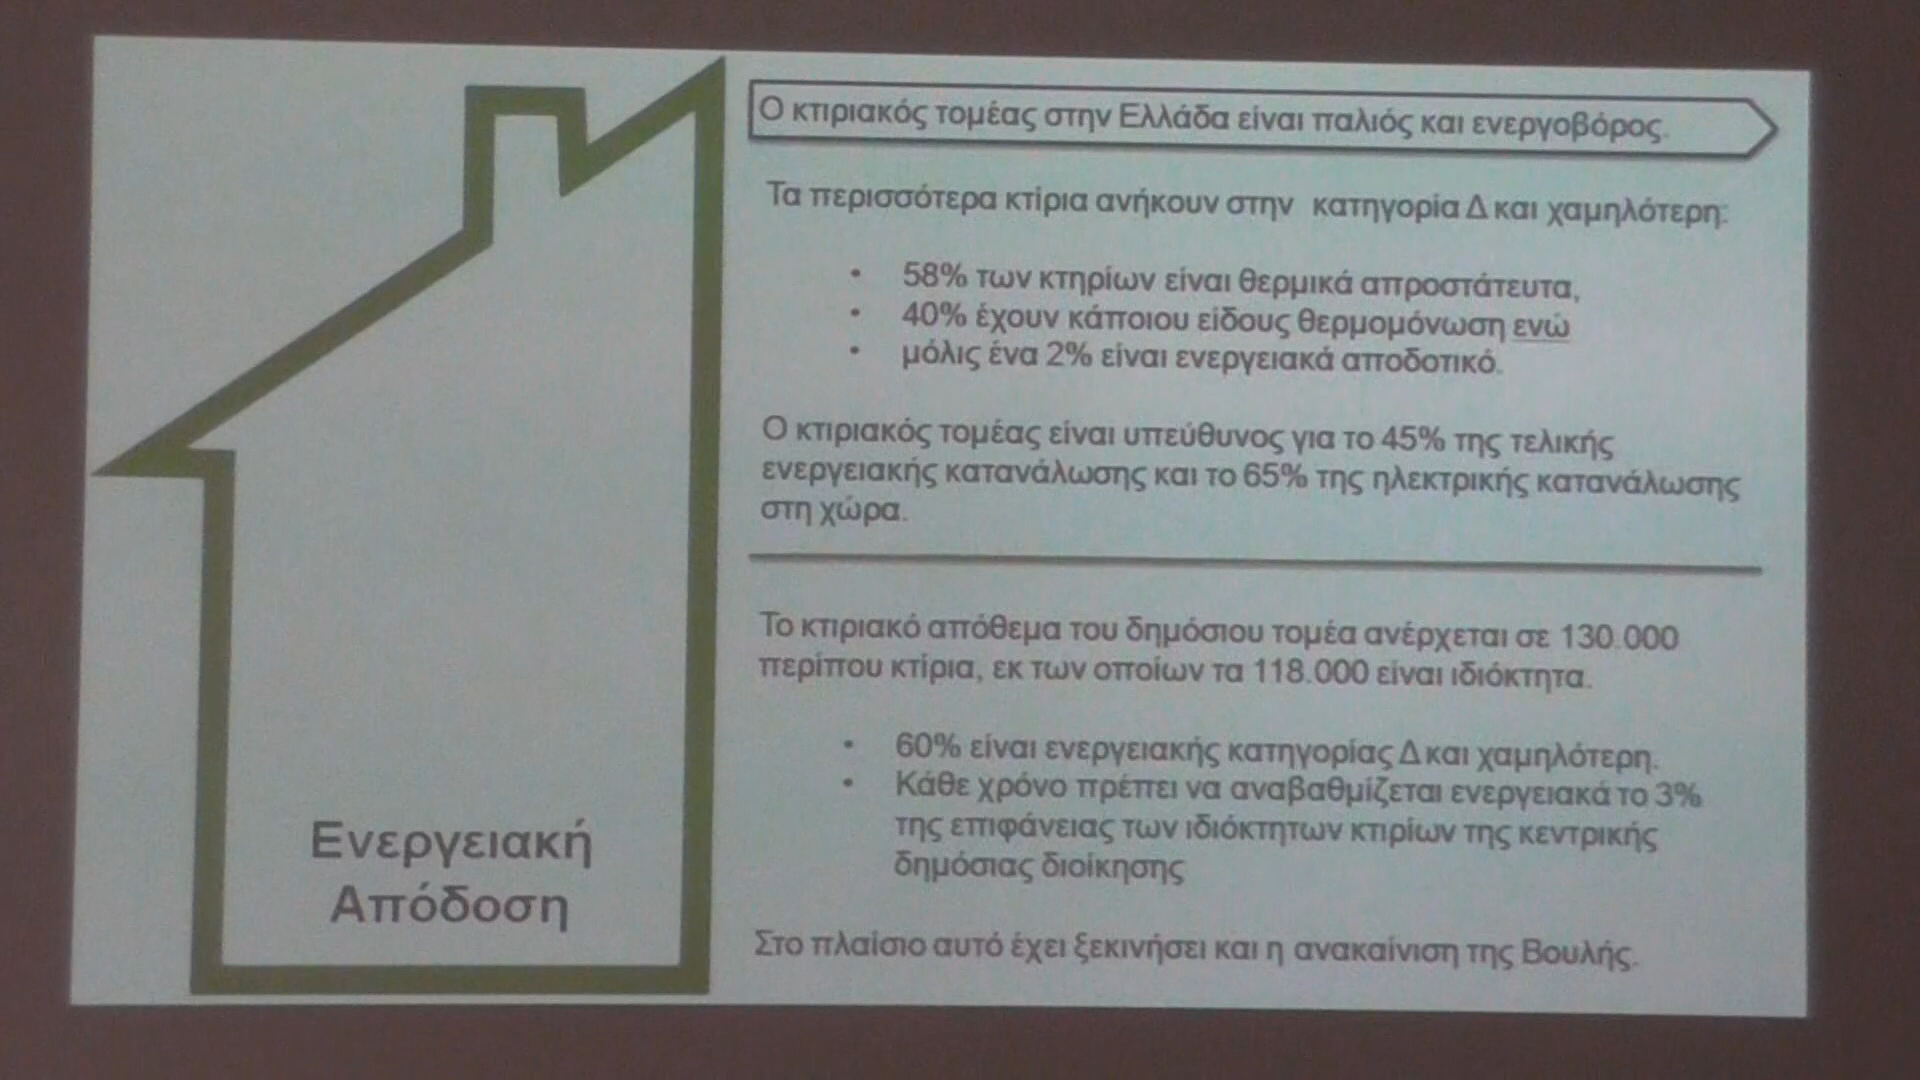 Ο κτιριακός τομέας στην Ελλάδα είναι παλιός και ενεργοβόρος.
Τα περισσότερα κτίρια ανήκουν στην κατηγορία Δ και χαμηλότερη:
• 58% των κτηρίων είναι θερμικά απροστάτευτα,
• 40% έχουν κάποιου είδους θερμομόνωση ενώ
• μόλις ένα 2% είναι ενεργειακά αποδοτικό.
Ο κτιριακός τομέας είναι υπεύθυνος για το 45% της τελικής
ενεργειακής κατανάλωσης και το 65% της ηλεκτρικής κατανάλωσης
στη χώρα.
Το κτιριακό απόθεμα του δημόσιου τομέα ανέρχεται σε 130.000
περίπου κτίρια, εκ των οποίων τα 118.000 είναι ιδιόκτητα.
• 60% είναι ενεργειακής κατηγορίας Δ και χαμηλότερη.
• Κάθε χρόνο πρέπει να αναβαθμίζεται ενεργειακά το 3%
της επιφάνειας των ιδιόκτητων κτιρίων της κεντρικής
δημόσιας διοίκησης
Στο πλαίσιο αυτό έχει ξεκινήσει και η ανακαίνιση της Βουλής.
Ενεργειακή
Απόδοση